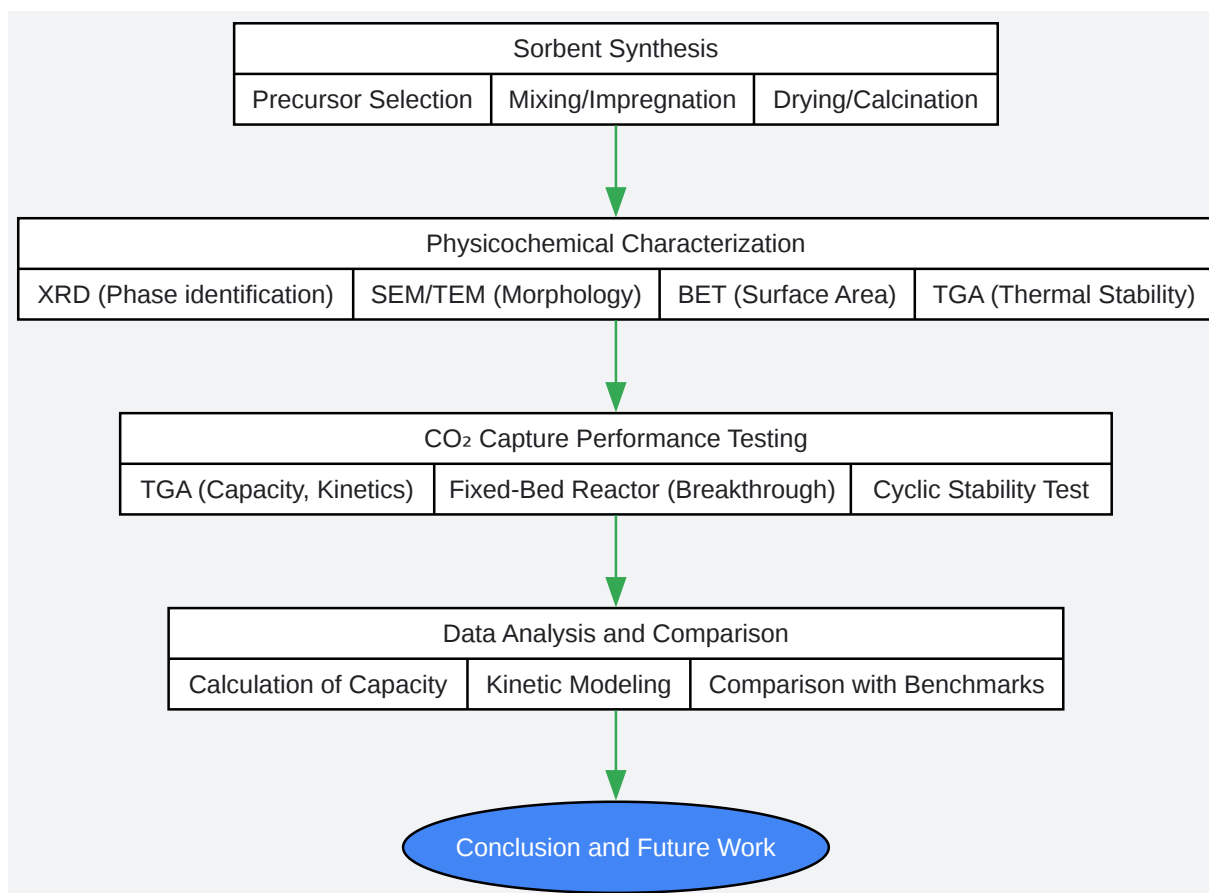 Sorbent Synthesis
Precursor Selection Mixing/Impregnation Drying/Calcination
Physicochemical Characterization
XRD (Phase identification) SEM/TEM (Morphology) BET (Surface Area) TGA (Thermal Stability)
CO₂ Capture Performance Testing
TGA (Capacity, Kinetics) Fixed-Bed Reactor (Breakthrough) Cyclic Stability Test
Data Analysis and Comparison
Calculation of Capacity Kinetic Modeling Comparison with Benchmarks
Conclusion and Future Work